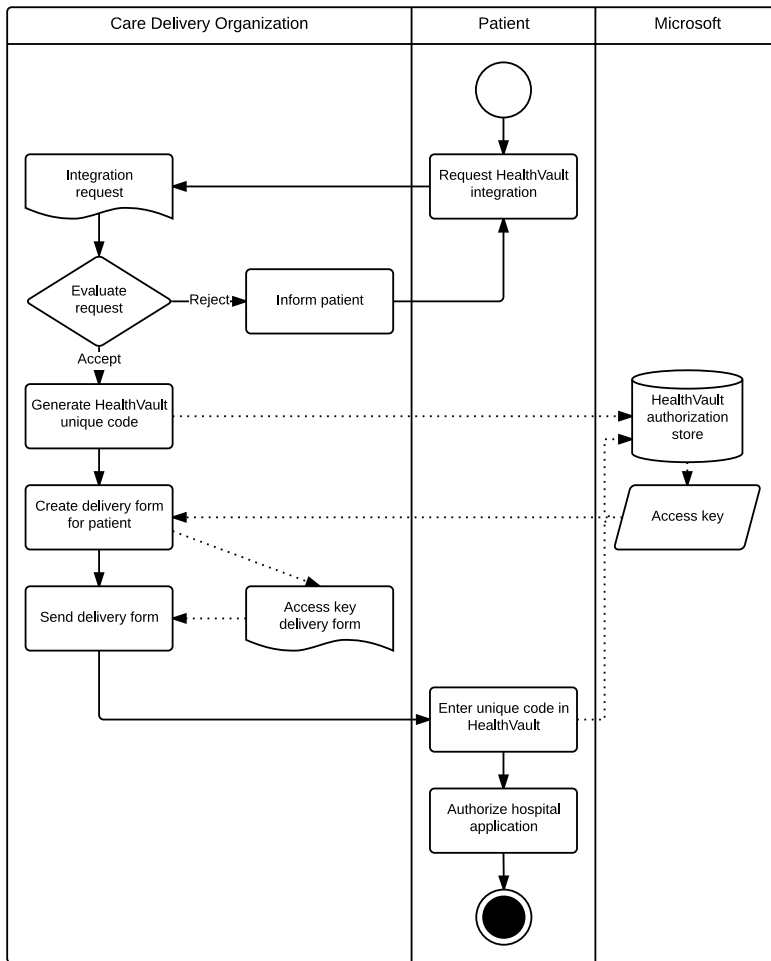 Care Delivery Organization
Patient
Microsoft
Integration
request
Request HealthVault
integration
Evaluate
request
Reject
Inform patient
Accept
Generate HealthVault
unique code
HealthVault
authorization
store
Create delivery form
for patient
Access key
Send delivery form
Access key
delivery form
Enter unique code in
HealthVault
Authorize hospital
application